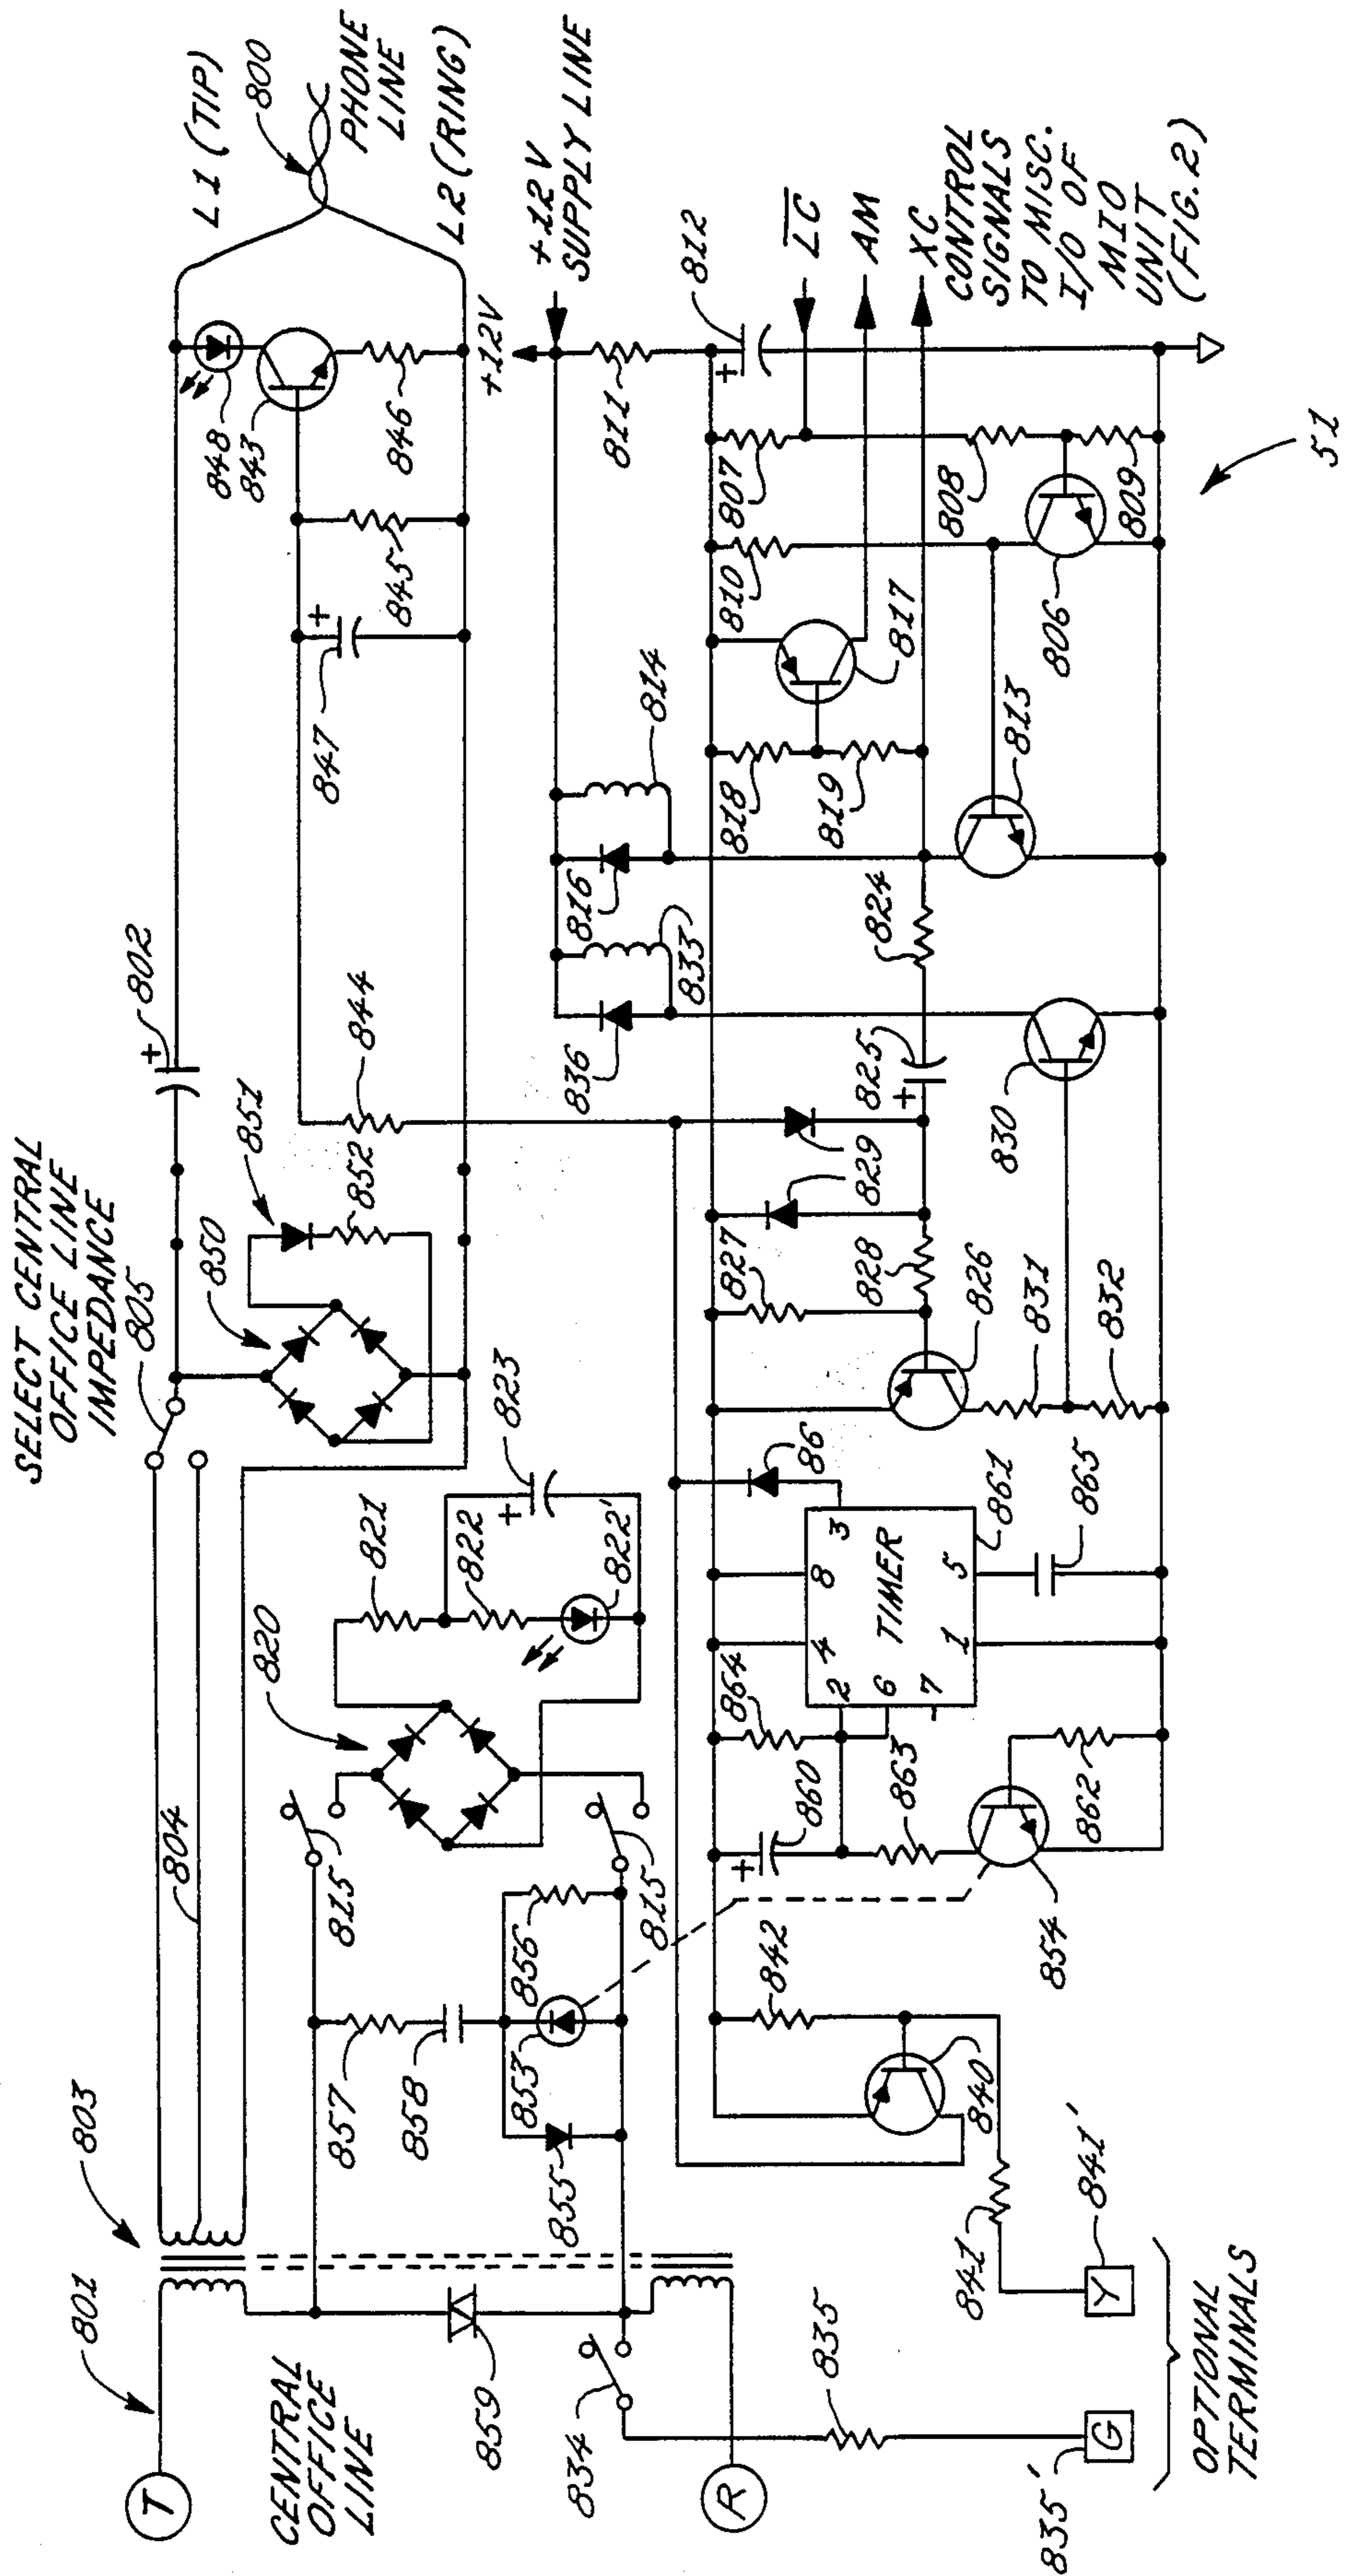 SELECT CENTRAL
OFFICE LINE
IMPEDANCE
805
802
850
851
852
844
847
845
848
843
846
L1 (TIP)
800
PHONE
LINE
L2 (RING)
801
803
804
T
CENTRAL
OFFICE
LINE
859
834
R
835
835'
G
OPTIONAL
TERMINALS
841
Y
841'
857
858
855
853
856
815
815
820
821
822
822'
823
+
+
+
+12V
+12V
SUPPLY LINE
836
833
816
814
811
812
+
840
842
854
862
860
+
863
864
2
6
7
4
8
3
TIMER
1
5
86
861
865
827
829
828
826
831
832
825
+
824
830
818
819
817
810
807
808
813
806
809
LC
AM
XC
CONTROL
SIGNALS
TO MISC.
I/O OF
MIO
UNIT
(FIG. 2)
51